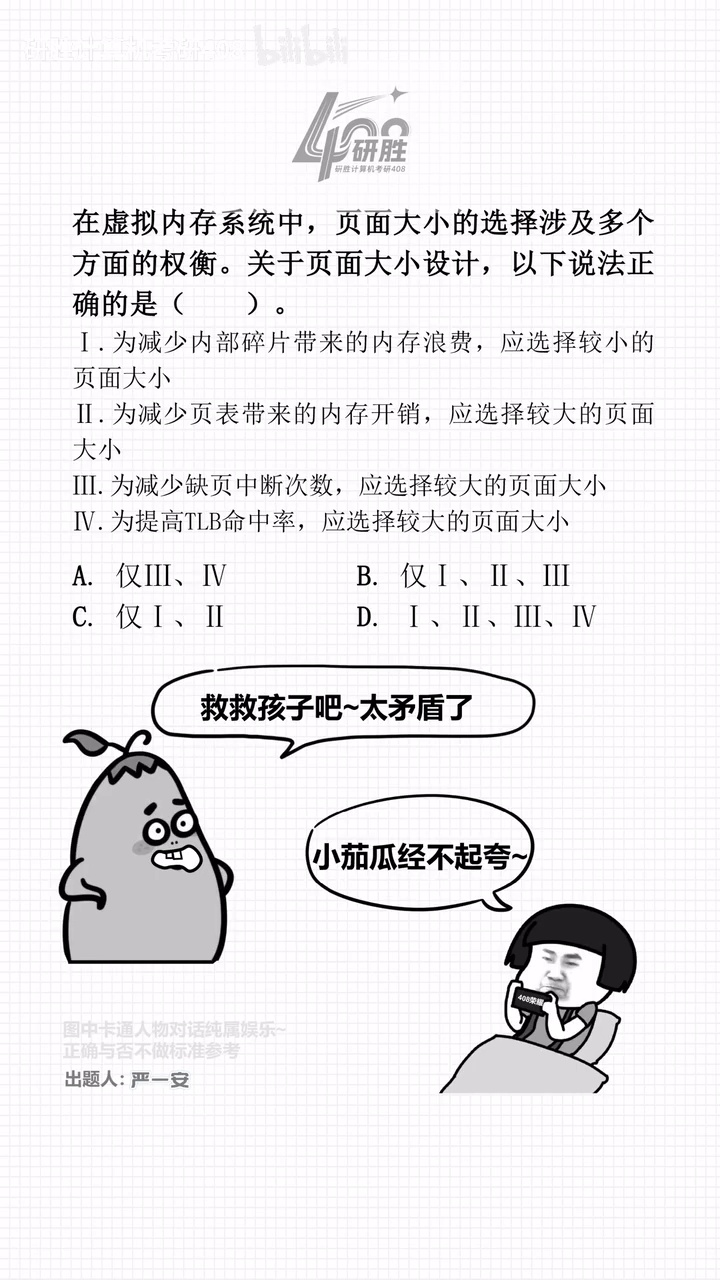 bilibili
408
研胜
研胜计算机考研408
在虚拟内存系统中，页面大小的选择涉及多个
方面的权衡。关于页面大小设计，以下说法正
确的是（　　）。
Ⅰ.为减少内部碎片带来的内存浪费，应选择较小的
页面大小
Ⅱ.为减少页表带来的内存开销，应选择较大的页面
大小
Ⅲ.为减少缺页中断次数，应选择较大的页面大小
Ⅳ.为提高TLB命中率，应选择较大的页面大小
A. 仅Ⅲ、Ⅳ　B. 仅Ⅰ、Ⅱ、Ⅲ
C. 仅Ⅰ、Ⅱ　D. Ⅰ、Ⅱ、Ⅲ、Ⅳ
救救孩子吧~太矛盾了
小茄瓜经不起夸~
408荣耀
图中卡通人物对话纯属娱乐~
正确与否不做标准参考
出题人：严一安